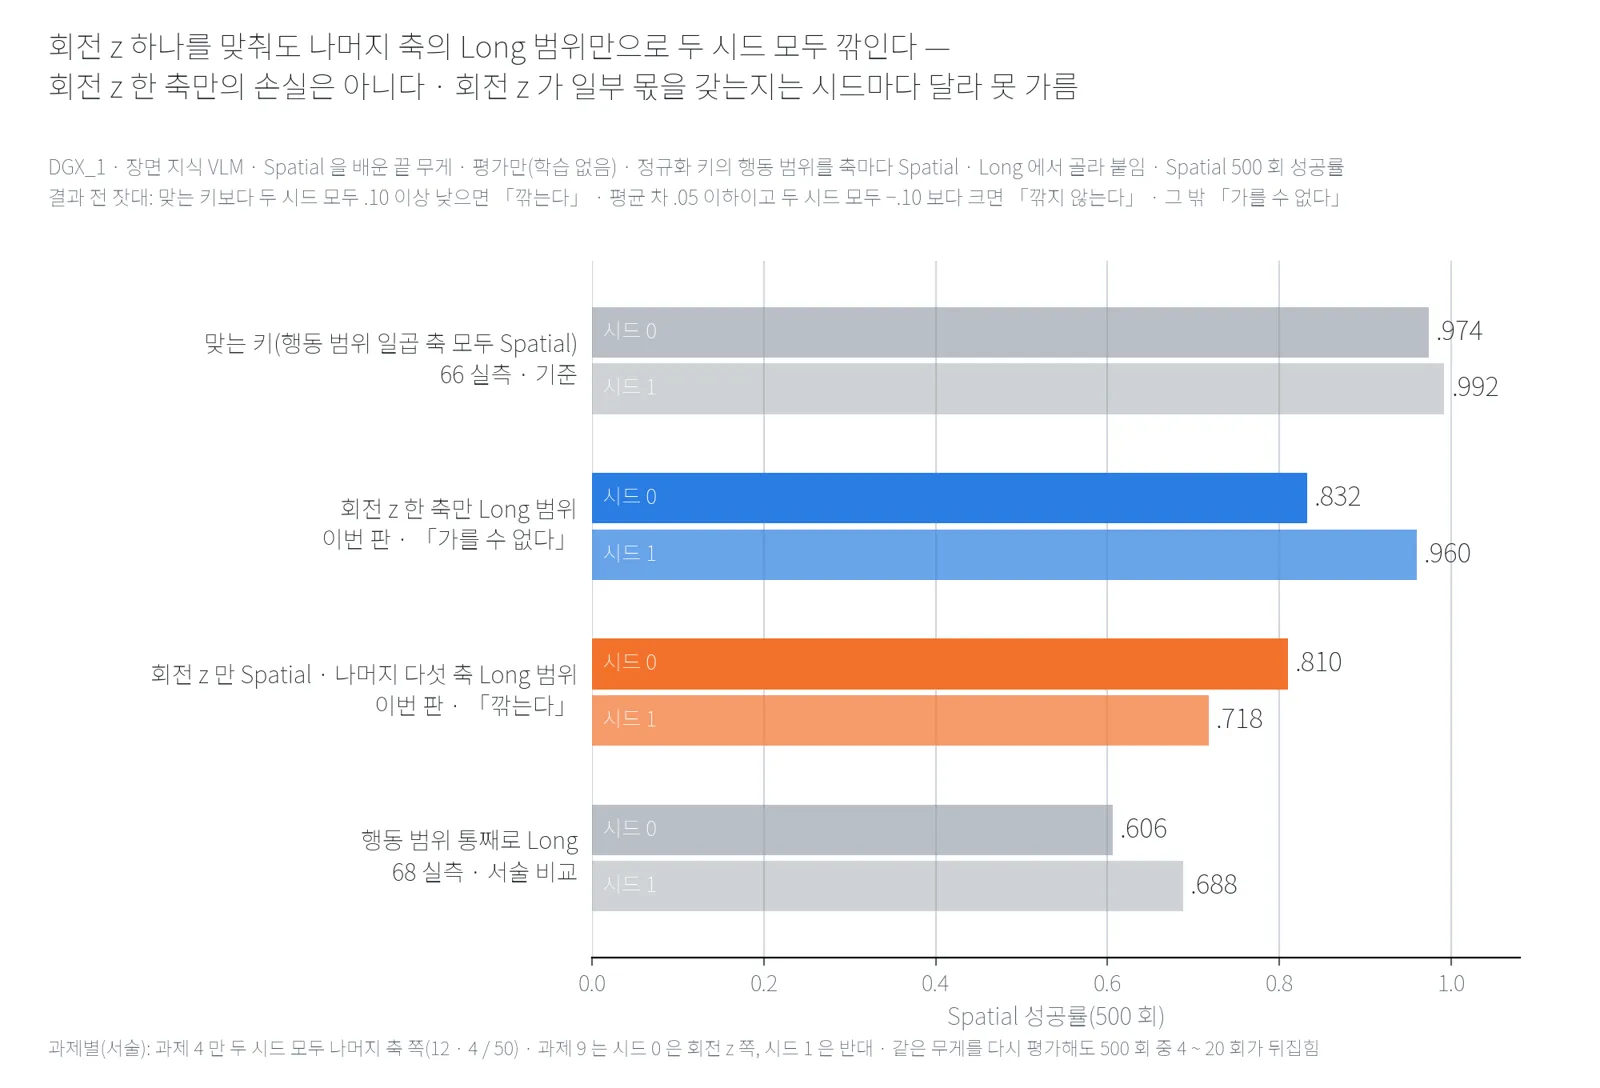 회전 z 하나를 맞춰도 나머지 축의 Long 범위만으로 두 시드 모두 깎인다 —
회전 z 한 축만의 손실은 아니다 · 회전 z 가 일부 몫을 갖는지는 시드마다 달라 못 가름
DGX_1 · 장면 지식 VLM · Spatial 을 배운 끝 무게 · 평가만(학습 없음) · 정규화 키의 행동 범위를 축마다 Spatial · Long 에서 골라 붙임 · Spatial 500 회 성공률
결과 전 잣대: 맞는 키보다 두 시드 모두 .10 이상 낮으면 「깎는다」 · 평균 차 .05 이하이고 두 시드 모두 −.10 보다 크면 「깎지 않는다」 · 그 밖 「가를 수 없다」
맞는 키(행동 범위 일곱 축 모두 Spatial)
66 실측 · 기준
시드 0
.974
시드 1
.992
회전 z 한 축만 Long 범위
이번 판 · 「가를 수 없다」
시드 0
.832
시드 1
.960
회전 z 만 Spatial · 나머지 다섯 축 Long 범위
이번 판 · 「깎는다」
시드 0
.810
시드 1
.718
행동 범위 통째로 Long
68 실측 · 서술 비교
시드 0
.606
시드 1
.688
0.0
0.2
0.4
0.6
0.8
1.0
Spatial 성공률(500 회)
과제별(서술): 과제 4 만 두 시드 모두 나머지 축 쪽(12 · 4 / 50) · 과제 9 는 시드 0 은 회전 z 쪽, 시드 1 은 반대 · 같은 무게를 다시 평가해도 500 회 중 4 ~ 20 회가 뒤집힘